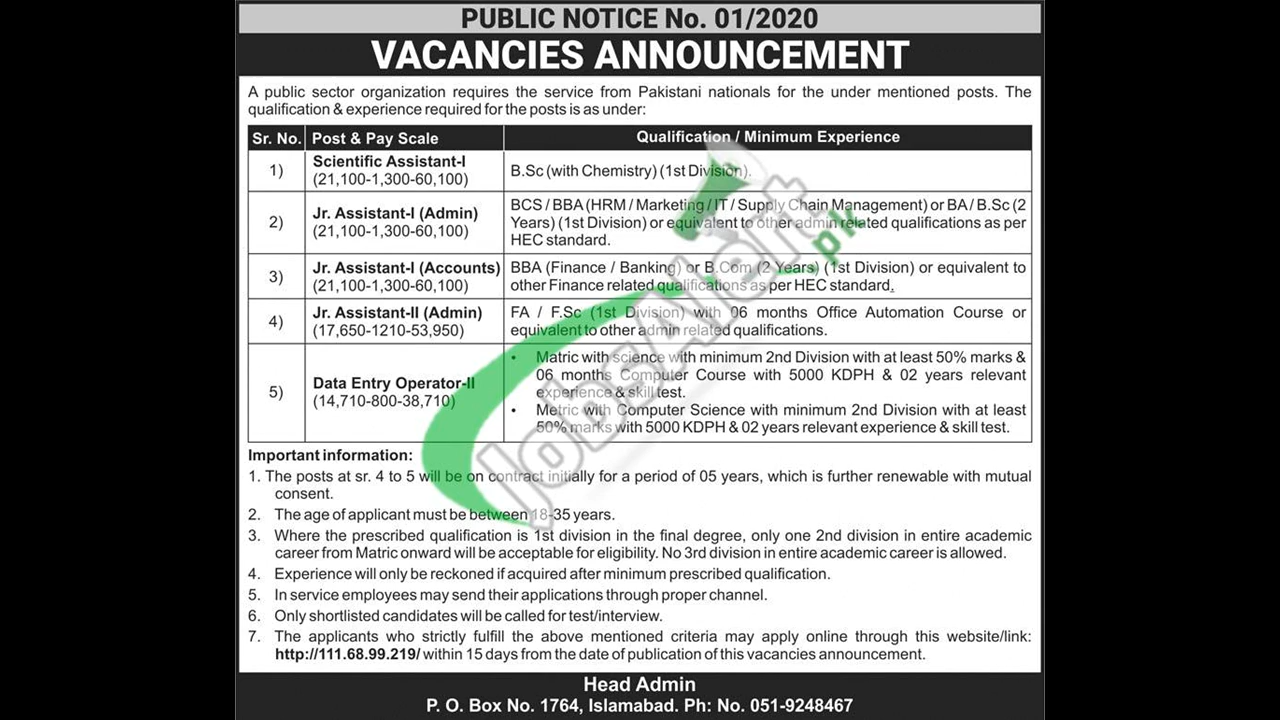 PUBLIC NOTICE No. 01/2020
VACANCIES ANNOUNCEMENT
A public sector organization requires the service from Pakistani nationals for the under mentioned posts. The
qualification & experience required for the posts is as under:
Sr. No. Post & Pay Scale Qualification / Minimum Experience
1) Scientific Assistant-I
(21,100-1,300-60,100)
B.Sc (with Chemistry) (1st Division).
2) Jr. Assistant-I (Admin)
(21,100-1,300-60,100)
BCS / BBA (HRM / Marketing / IT / Supply Chain Management) or BA / B.Sc (2
Years) (1st Division) or equivalent to other admin related qualifications as per
HEC standard.
3) Jr. Assistant-I (Accounts)
(21,100-1,300-60,100)
BBA (Finance / Banking) or B.Com (2 Years) (1st Division) or equivalent to
other Finance related qualifications as per HEC standard.
4) Jr. Assistant-II (Admin)
(17,650-1210-53,950)
FA / F.Sc (1st Division) with 06 months Office Automation Course or
equivalent to other admin related qualifications.
5) Data Entry Operator-II
(14,710-800-38,710)
• Matric with science with minimum 2nd Division with at least 50% marks &
06 months Computer Course with 5000 KDPH & 02 years relevant
experience & skill test.
• Metric with Computer Science with minimum 2nd Division with at least
50% marks with 5000 KDPH & 02 years relevant experience & skill test.
Important information:
1. The posts at sr. 4 to 5 will be on contract initially for a period of 05 years, which is further renewable with mutual
consent.
2. The age of applicant must be between 18-35 years.
3. Where the prescribed qualification is 1st division in the final degree, only one 2nd division in entire academic
career from Matric onward will be acceptable for eligibility. No 3rd division in entire academic career is allowed.
4. Experience will only be reckoned if acquired after minimum prescribed qualification.
5. In service employees may send their applications through proper channel.
6. Only shortlisted candidates will be called for test/interview.
7. The applicants who strictly fulfill the above mentioned criteria may apply online through this website/link:
http://111.68.99.219/ within 15 days from the date of publication of this vacancies announcement.
Head Admin
P. O. Box No. 1764, Islamabad. Ph: No. 051-9248467
JobsAlert.pk